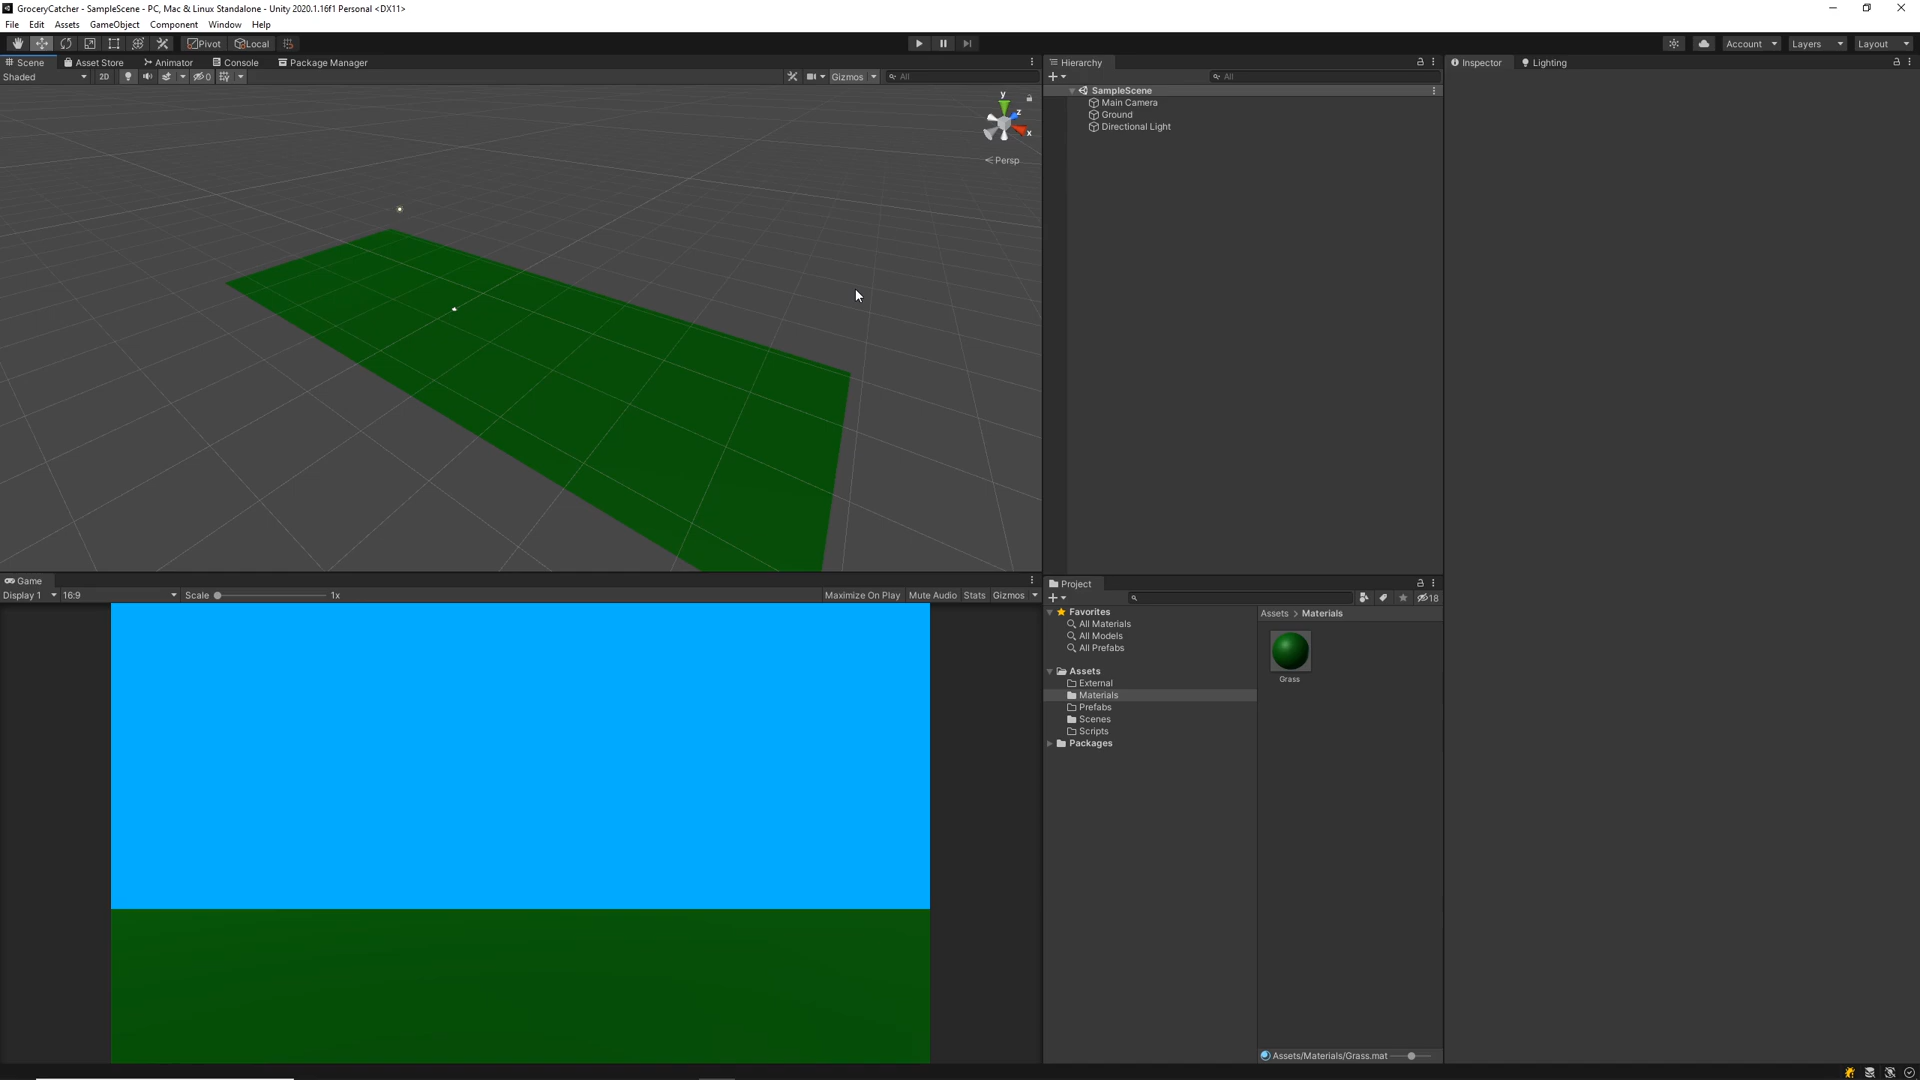 GroceryCatcher - SampleScene - PC, Mac & Linux Standalone - Unity 2020.1.16f1 Personal <DX11>
File Edit Assets GameObject Component Window Help
Pivot Local Account Layers Layout
Scene Asset Store Animator Console Package Manager
Shaded 2D 0 Gizmos All
y
z
x
Persp
Hierarchy
All
SampleScene
Main Camera
Ground
Directional Light
Inspector Lighting
Game
Display 1 16:9 Scale 1x Maximize On Play Mute Audio Stats Gizmos
Project
18
Favorites
All Materials
All Models
All Prefabs
Assets
External
Materials
Prefabs
Scenes
Scripts
Packages
Assets > Materials
Grass
Assets/Materials/Grass.mat